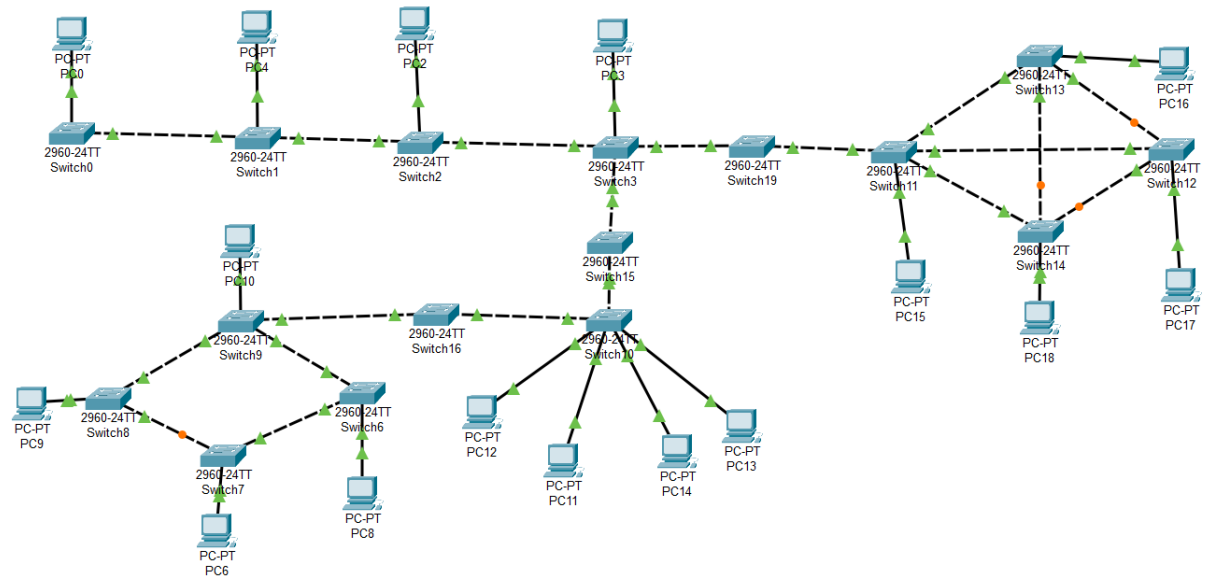 PC-PT
PC0
PC-PT
PC4
PC-PT
PC2
PC-PT
PC3
2960-24TT
Switch13
PC-PT
PC16
2960-24TT
Switch0
2960-24TT
Switch1
2960-24TT
Switch2
2960-24TT
Switch3
2960-24TT
Switch19
2960-24TT
Switch11
2960-24TT
Switch12
PC-PT
PC10
2960-24TT
Switch15
2960-24TT
Switch14
PC-PT
PC15
PC-PT
PC17
PC-PT
PC18
2960-24TT
Switch9
2960-24TT
Switch16
2960-24TT
Switch10
PC-PT
PC9
2960-24TT
Switch8
2960-24TT
Switch6
2960-24TT
Switch7
PC-PT
PC12
PC-PT
PC11
PC-PT
PC14
PC-PT
PC13
PC-PT
PC8
PC-PT
PC6